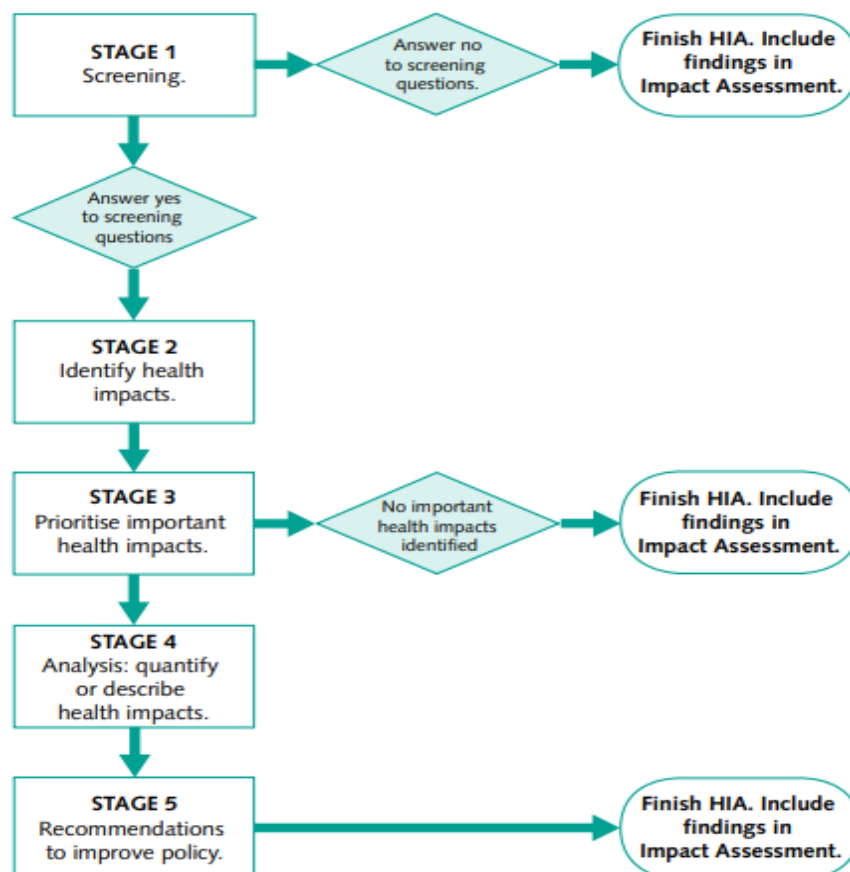 STAGE 1
Screening.
Answer no
to screening
questions.
Finish HIA. Include
findings in
Impact Assessment.
Answer yes
to screening
questions
STAGE 2
Identify health
impacts.
STAGE 3
Prioritise important
health impacts.
No important
health impacts
identified
Finish HIA. Include
findings in
Impact Assessment.
STAGE 4
Analysis: quantify
or describe
health impacts.
STAGE 5
Recommendations
to improve policy.
Finish HIA. Include
findings in
Impact Assessment.